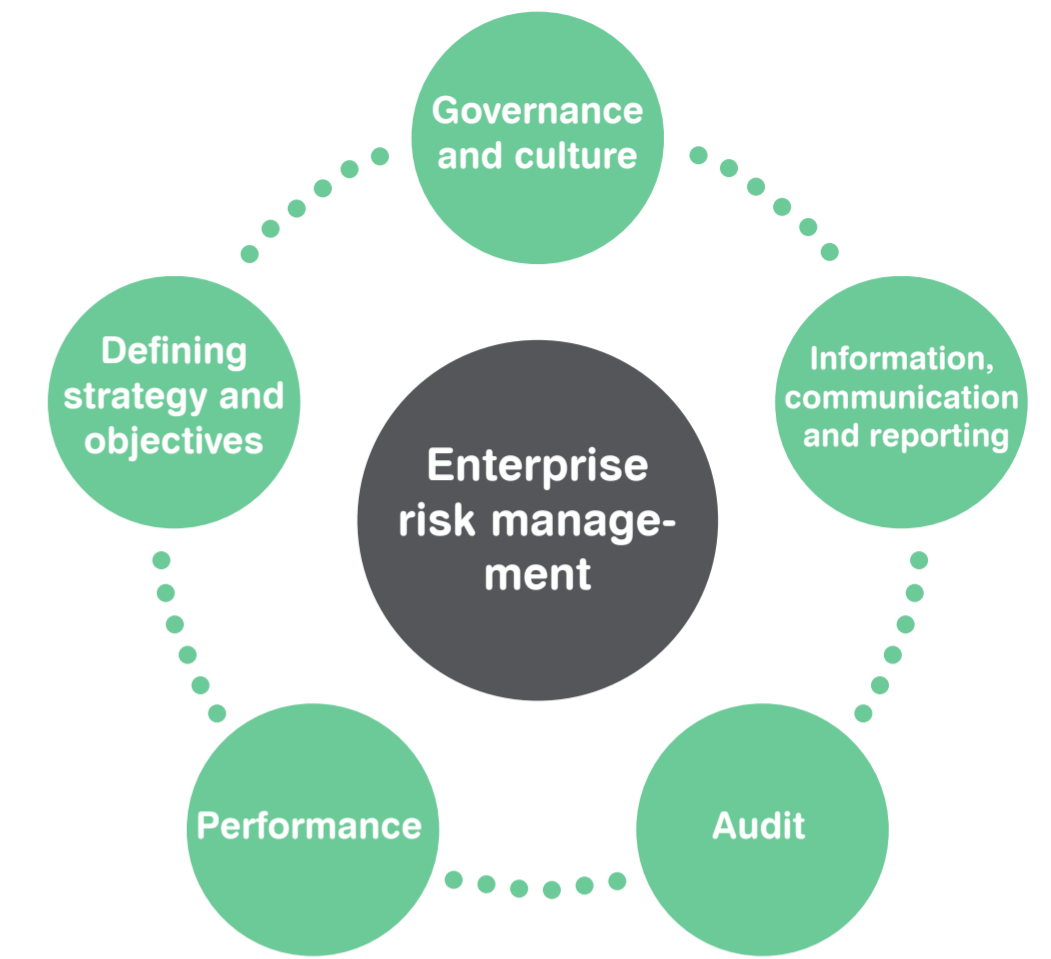 Governance
and culture
Defining
strategy and
objectives
Information,
communication
and reporting
Enterprise
risk manage-
ment
Performance
Audit